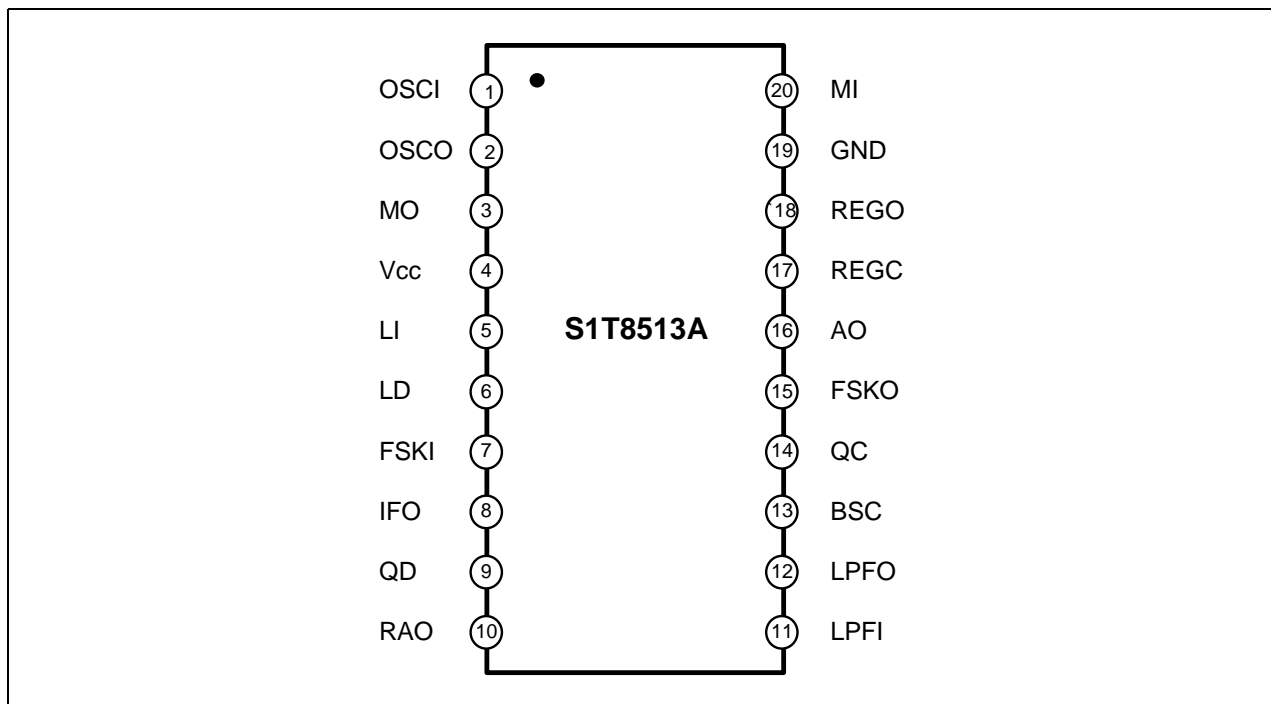 OSCI 1 20 MI
OSCO 2 19 GND
MO 3 `18 REGO
Vcc 4 17 REGC
LI 5 S1T8513A 16 AO
LD 6 15 FSKO
FSKI 7 14 QC
IFO 8 13 BSC
QD 9 12 LPFO
RAO 10 11 LPFI